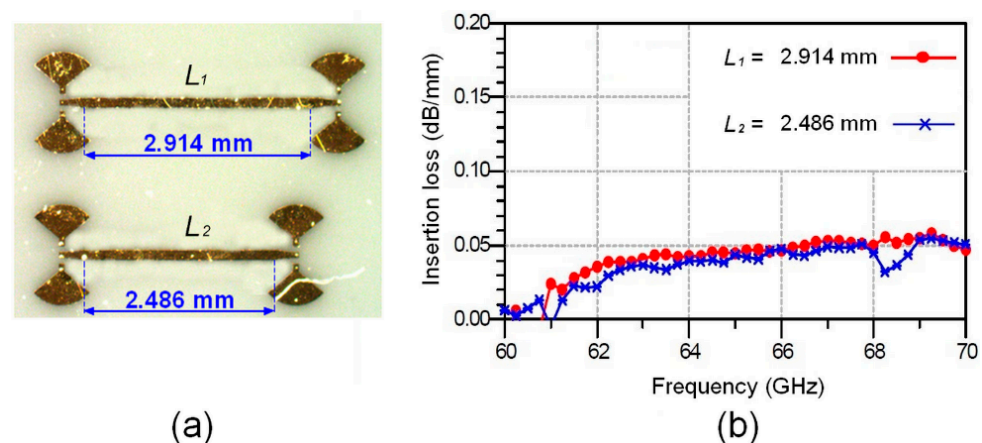 L₁
2.914 mm
L₂
2.486 mm
(a)
Insertion loss (dB/mm)
0.20
0.15
0.10
0.05
0.00
60
62
64
66
68
70
Frequency (GHz)
L₁ = 2.914 mm
L₂ = 2.486 mm
(b)